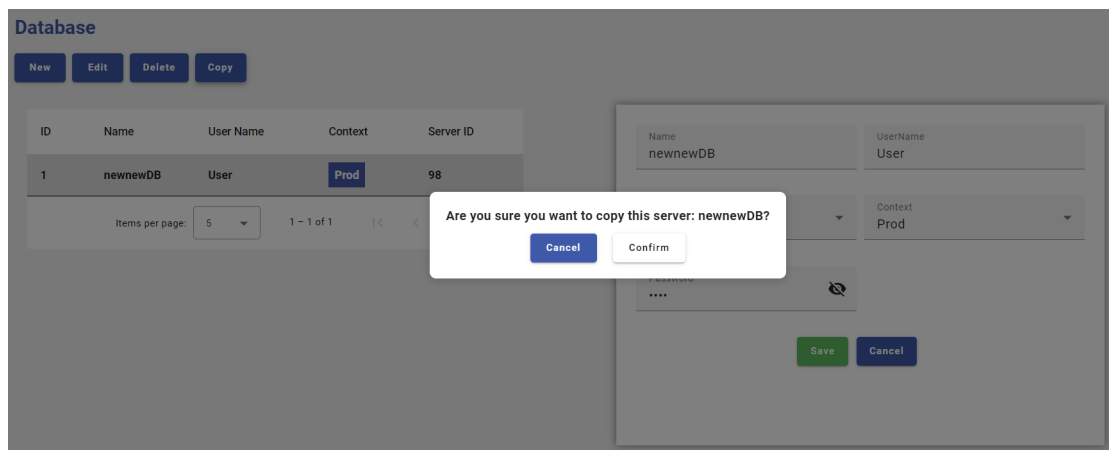 Database
New Edit Delete Copy
ID Name User Name Context Server ID
1 newnewDB User Prod 98
Items per page: 5 1 – 1 of 1
Name
newnewDB
UserName
User
Context
Prod
Password
Save Cancel
Are you sure you want to copy this server: newnewDB?
Cancel Confirm